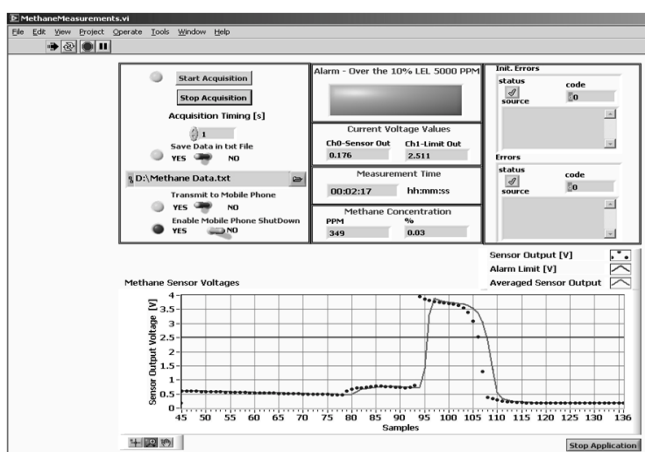 MethaneMeasurements.vi
File Edit View Project Operate Tools Window Help
Start Acquisition
Stop Acquisition
Acquisition Timing [s]
1
Save Data in txt File
YES NO
D:\Methane Data.txt
Transmit to Mobile Phone
YES NO
Enable Mobile Phone ShutDown
YES NO
Alarm - Over the 10% LEL 5000 PPM
Current Voltage Values
Ch0-Sensor Out Ch1-Limit Out
0.176 2.511
Measurement Time
00:02:17 hh:mm:ss
Methane Concentration
PPM %
349 0.03
Init. Errors
status code
0
source
Errors
status code
0
source
Sensor Output [V]
Alarm Limit [V]
Averaged Sensor Output
Methane Sensor Voltages
Sensor Output Voltage [V]
4
3.5
3
2.5
2
1.5
1
0.5
0
45 50 55 60 65 70 75 80 85 90 95 100 105 110 115 120 125 130 136
Samples
Stop Application